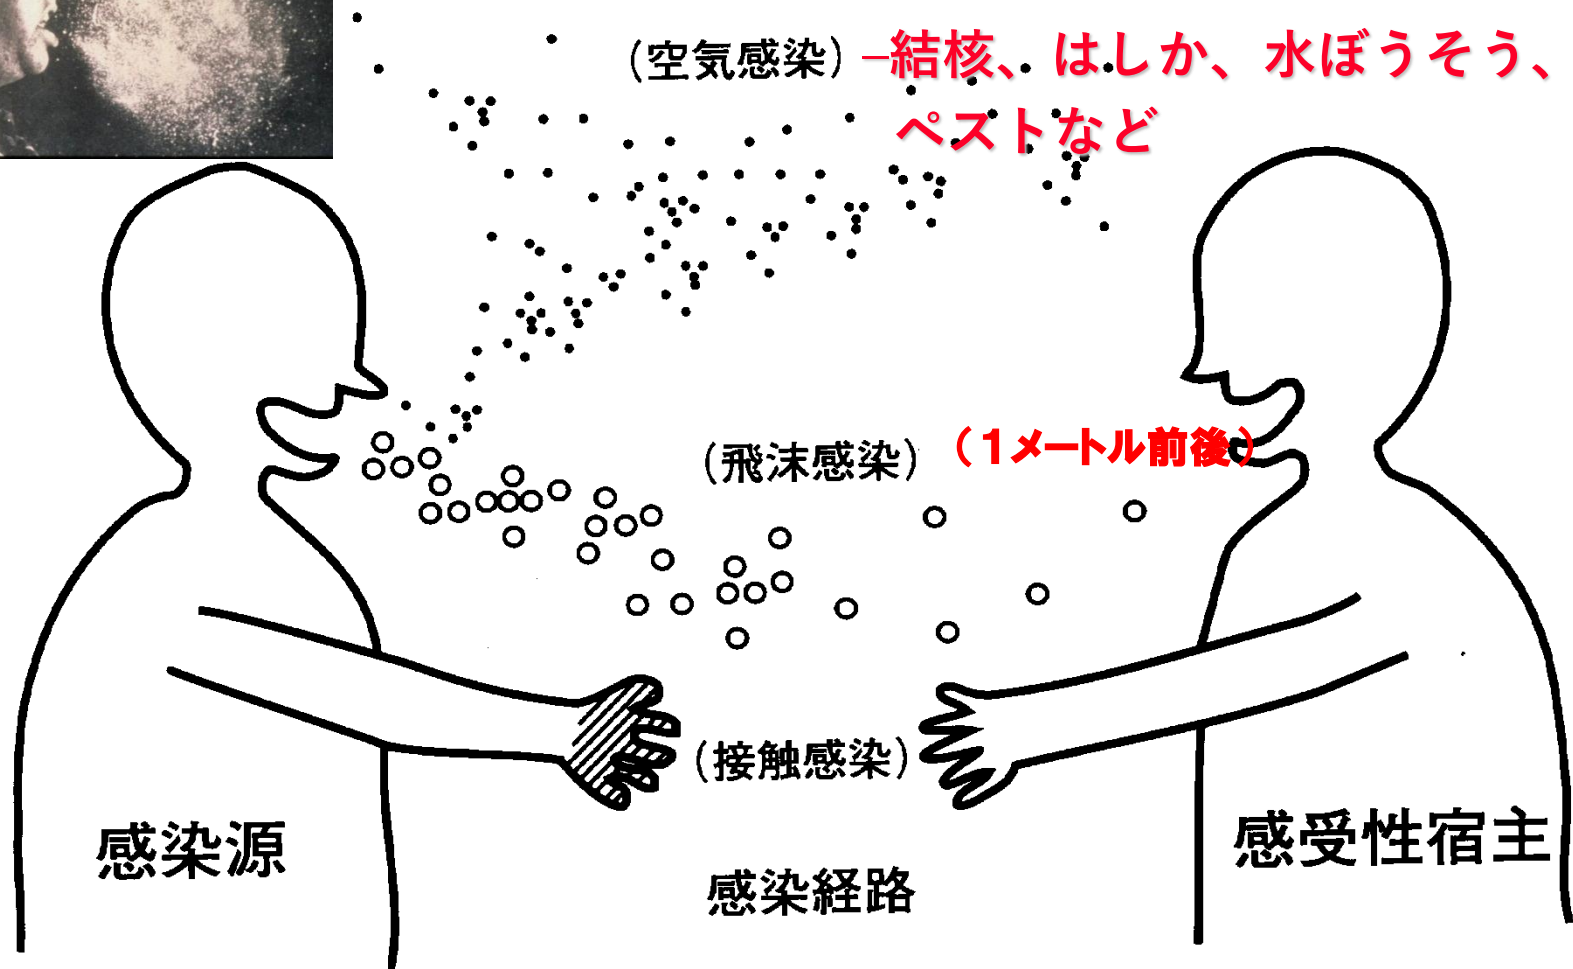 (空気感染) –結核、はしか、水ぼうそう、
ペストなど
(飛沫感染) (1メートル前後)
(接触感染)
感染源
感受性宿主
感染経路